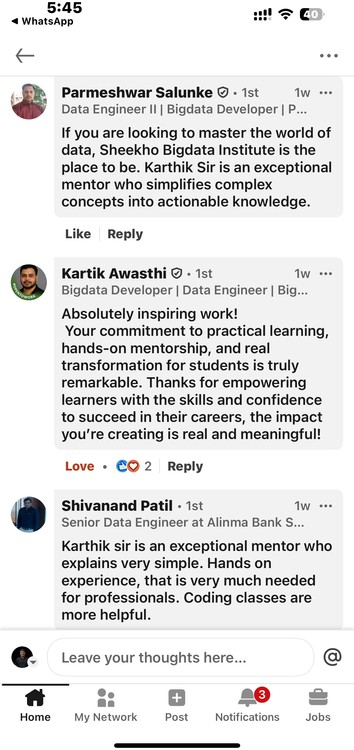 5:45
WhatsApp
40
Parmeshwar Salunke • 1st
1w
Data Engineer II | Bigdata Developer | P...
If you are looking to master the world of
data, Sheekho Bigdata Institute is the
place to be. Karthik Sir is an exceptional
mentor who simplifies complex
concepts into actionable knowledge.
Like
Reply
Kartik Awasthi • 1st
1w
Bigdata Developer | Data Engineer | Big...
Absolutely inspiring work!
Your commitment to practical learning,
hands-on mentorship, and real
transformation for students is truly
remarkable. Thanks for empowering
learners with the skills and confidence
to succeed in their careers, the impact
you're creating is real and meaningful!
Love • 2
Reply
Shivanand Patil • 1st
1w
Senior Data Engineer at Alinma Bank S...
Karthik sir is an exceptional mentor who
explains very simple. Hands on
experience, that is very much needed
for professionals. Coding classes are
more helpful.
Leave your thoughts here...
@
3
Home
My Network
Post
Notifications
Jobs